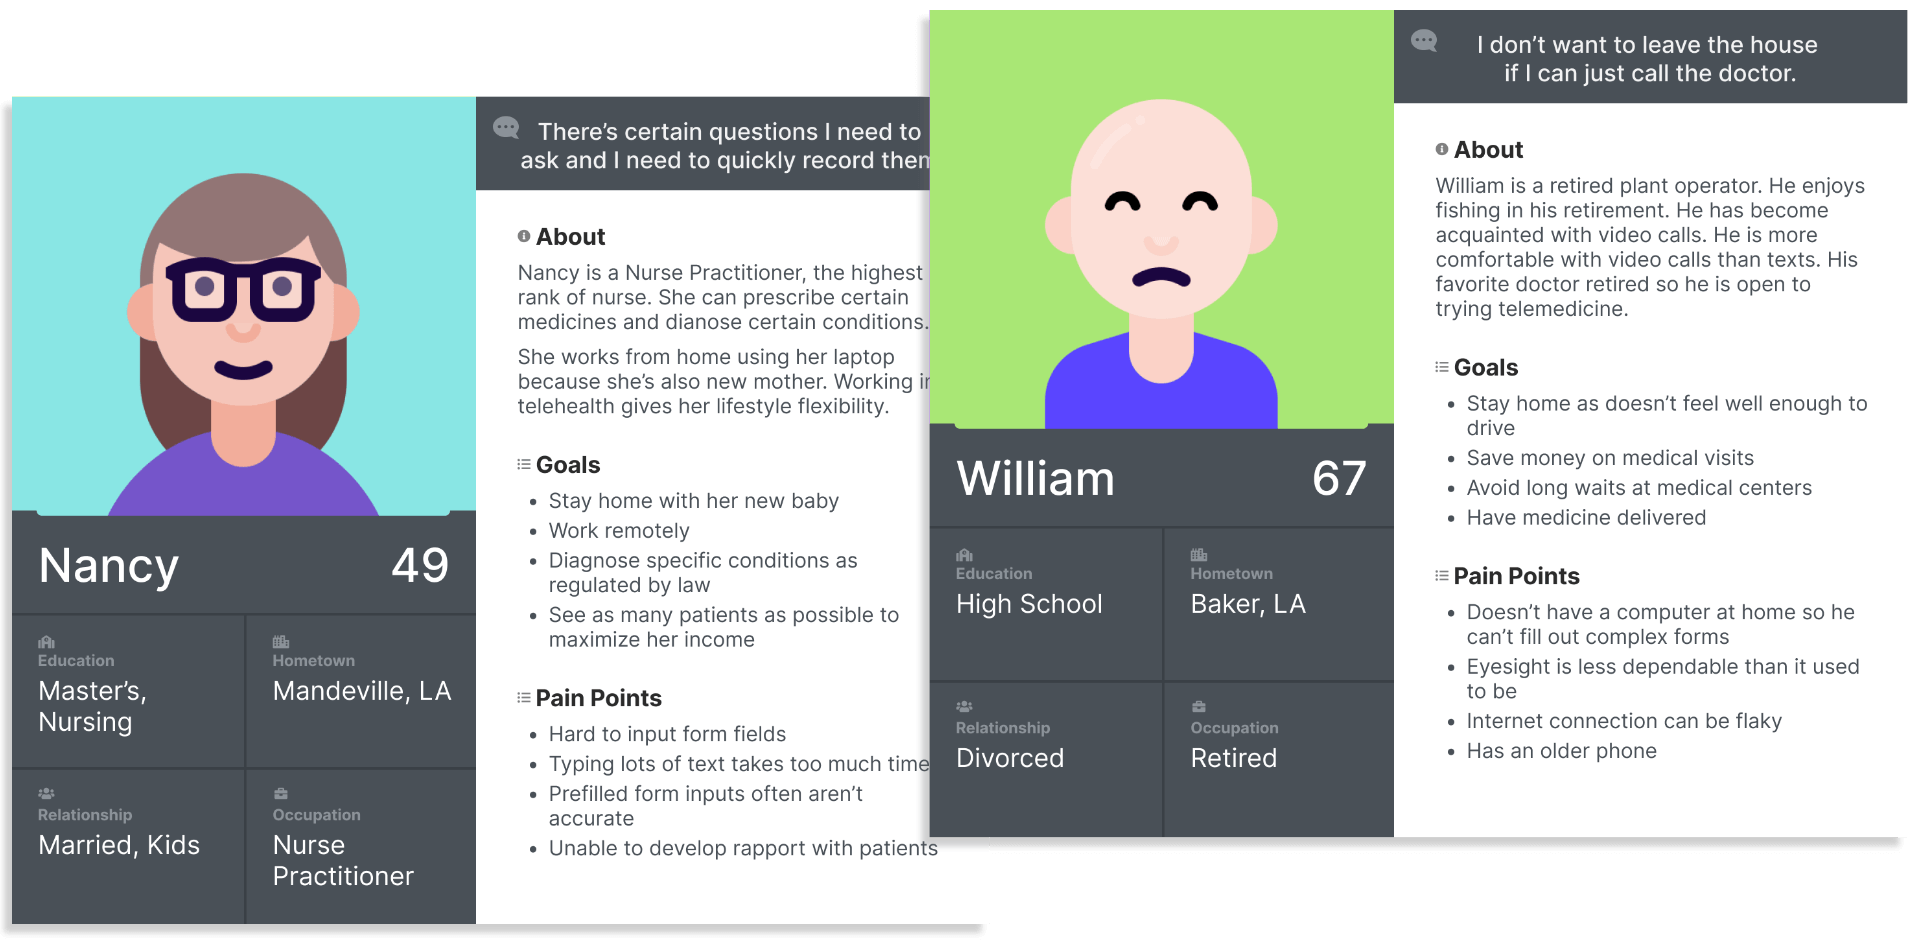 There’s certain questions I need to
ask and I need to quickly record them
About
Nancy is a Nurse Practitioner, the highest
rank of nurse. She can prescribe certain
medicines and dianose certain conditions.
She works from home using her laptop
because she’s also new mother. Working in
telehealth gives her lifestyle flexibility.
Goals
• Stay home with her new baby
• Work remotely
• Diagnose specific conditions as
regulated by law
• See as many patients as possible to
maximize her income
Pain Points
• Hard to input form fields
• Typing lots of text takes too much time
• Prefilled form inputs often aren’t
accurate
• Unable to develop rapport with patients
Nancy 49
Education
Master’s,
Nursing
Hometown
Mandeville, LA
Relationship
Married, Kids
Occupation
Nurse
Practitioner
I don’t want to leave the house
if I can just call the doctor.
About
William is a retired plant operator. He enjoys
fishing in his retirement. He has become
acquainted with video calls. He is more
comfortable with video calls than texts. His
favorite doctor retired so he is open to
trying telemedicine.
Goals
• Stay home as doesn’t feel well enough to
drive
• Save money on medical visits
• Avoid long waits at medical centers
• Have medicine delivered
Pain Points
• Doesn’t have a computer at home so he
can’t fill out complex forms
• Eyesight is less dependable than it used
to be
• Internet connection can be flaky
• Has an older phone
William 67
Education
High School
Hometown
Baker, LA
Relationship
Divorced
Occupation
Retired